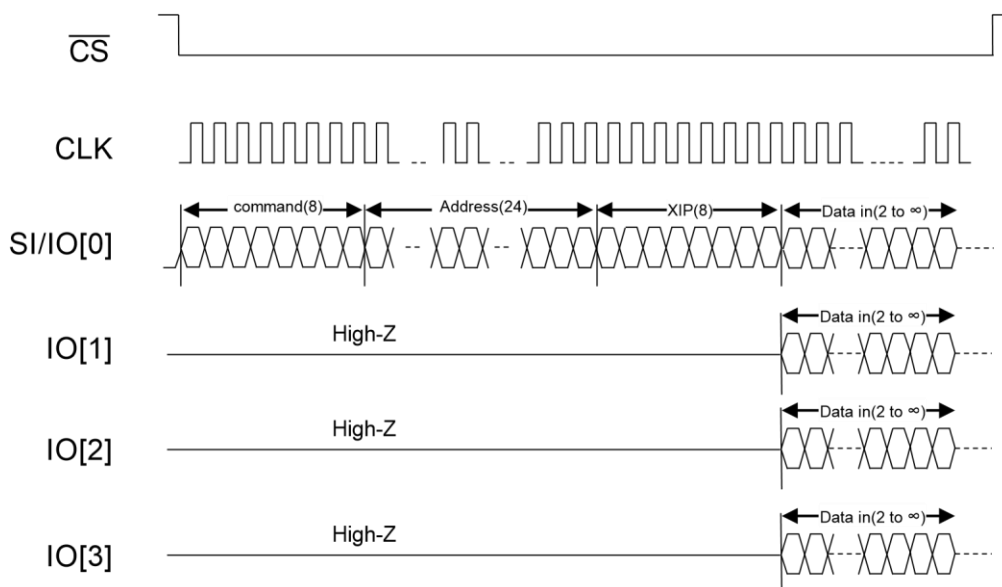 CS
CLK
command(8) Address(24) XIP(8) Data in(2 to ∞)
SI/IO[0]
Data in(2 to ∞)
High-Z
IO[1]
Data in(2 to ∞)
High-Z
IO[2]
Data in(2 to ∞)
High-Z
IO[3]